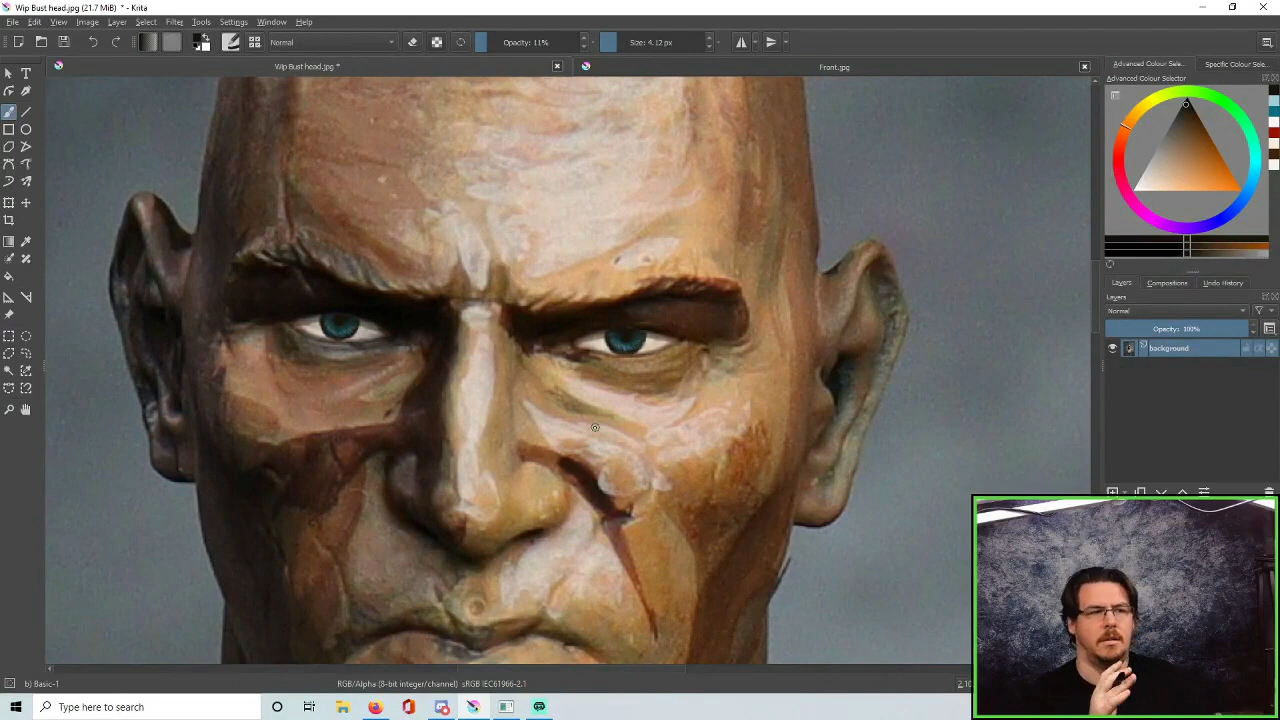 Wip Bust head.jpg (21.7 MiB) * - Krita
File Edit View Image Layer Select Filter Tools Settings Window Help
Normal Opacity: 11% Size: 4.12 px
Wip Bust head.jpg * Front.jpg
Advanced Colour Sele... Specific Colour Sele...
Advanced Colour Selector
Layers Compositions Undo History
Layers
Normal
Opacity: 100%
background
b) Basic-1 RGB/Alpha (8-bit integer/channel) sRGB IEC61966-2.1
Type here to search